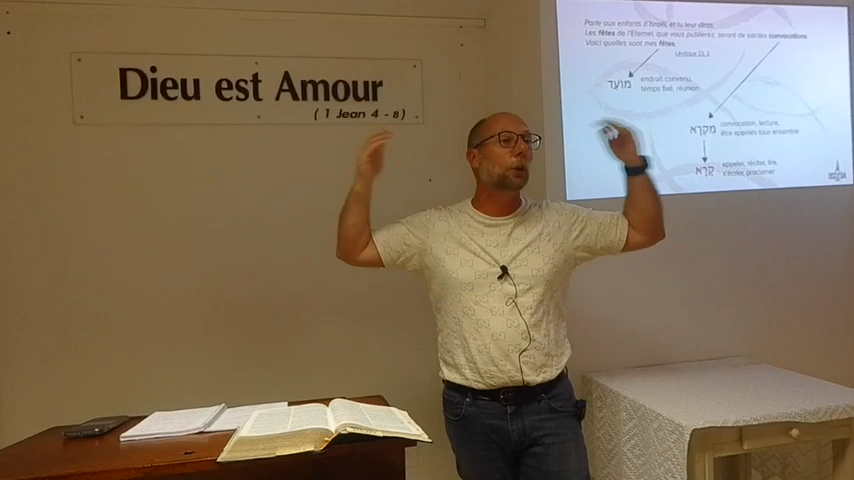 Dieu est Amour
( 1 Jean 4 - 8 )
Parle aux enfants d'Israël, et tu leur diras:
Les fêtes de l'Eternel, que vous publierez, seront de saintes convocations.
Voici quelles sont mes fêtes.
Lévitique 23, 2
מוֹעֵד
endroit convenu,
temps fixé, réunion
מִקְרָא
convocation, lecture,
être appelés tous ensemble
קָרָא
appeler, réciter, lire,
s'écrier, proclamer